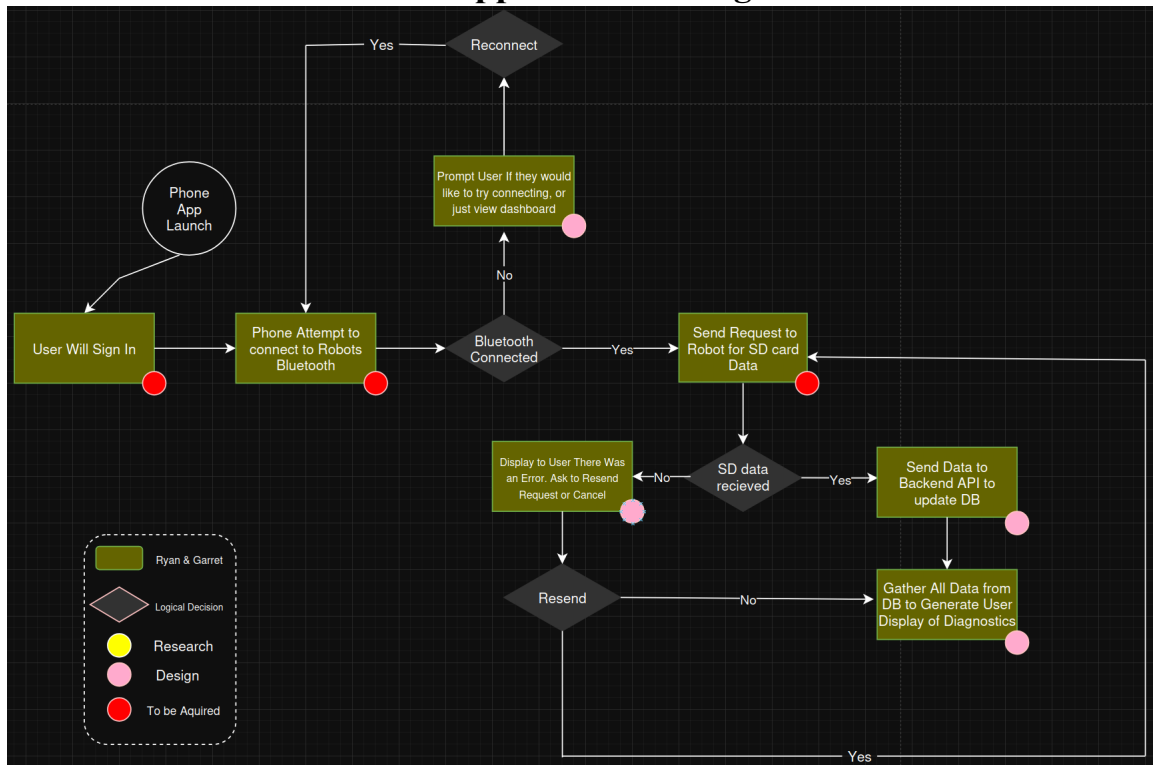 Reconnect
Yes
Prompt User If they would
like to try connecting, or
just view dashboard
Phone
App
Launch
No
User Will Sign In
Phone Attempt to
connect to Robots
Bluetooth
Bluetooth
Connected
Yes
Send Request to
Robot for SD card
Data
Display to User There Was
an Error. Ask to Resend
Request or Cancel
No
SD data
recieved
Yes
Send Data to
Backend API to
update DB
Resend
No
Gather All Data from
DB to Generate User
Display of Diagnostics
Ryan & Garret
Logical Decision
Research
Design
To be Aquired
Yes